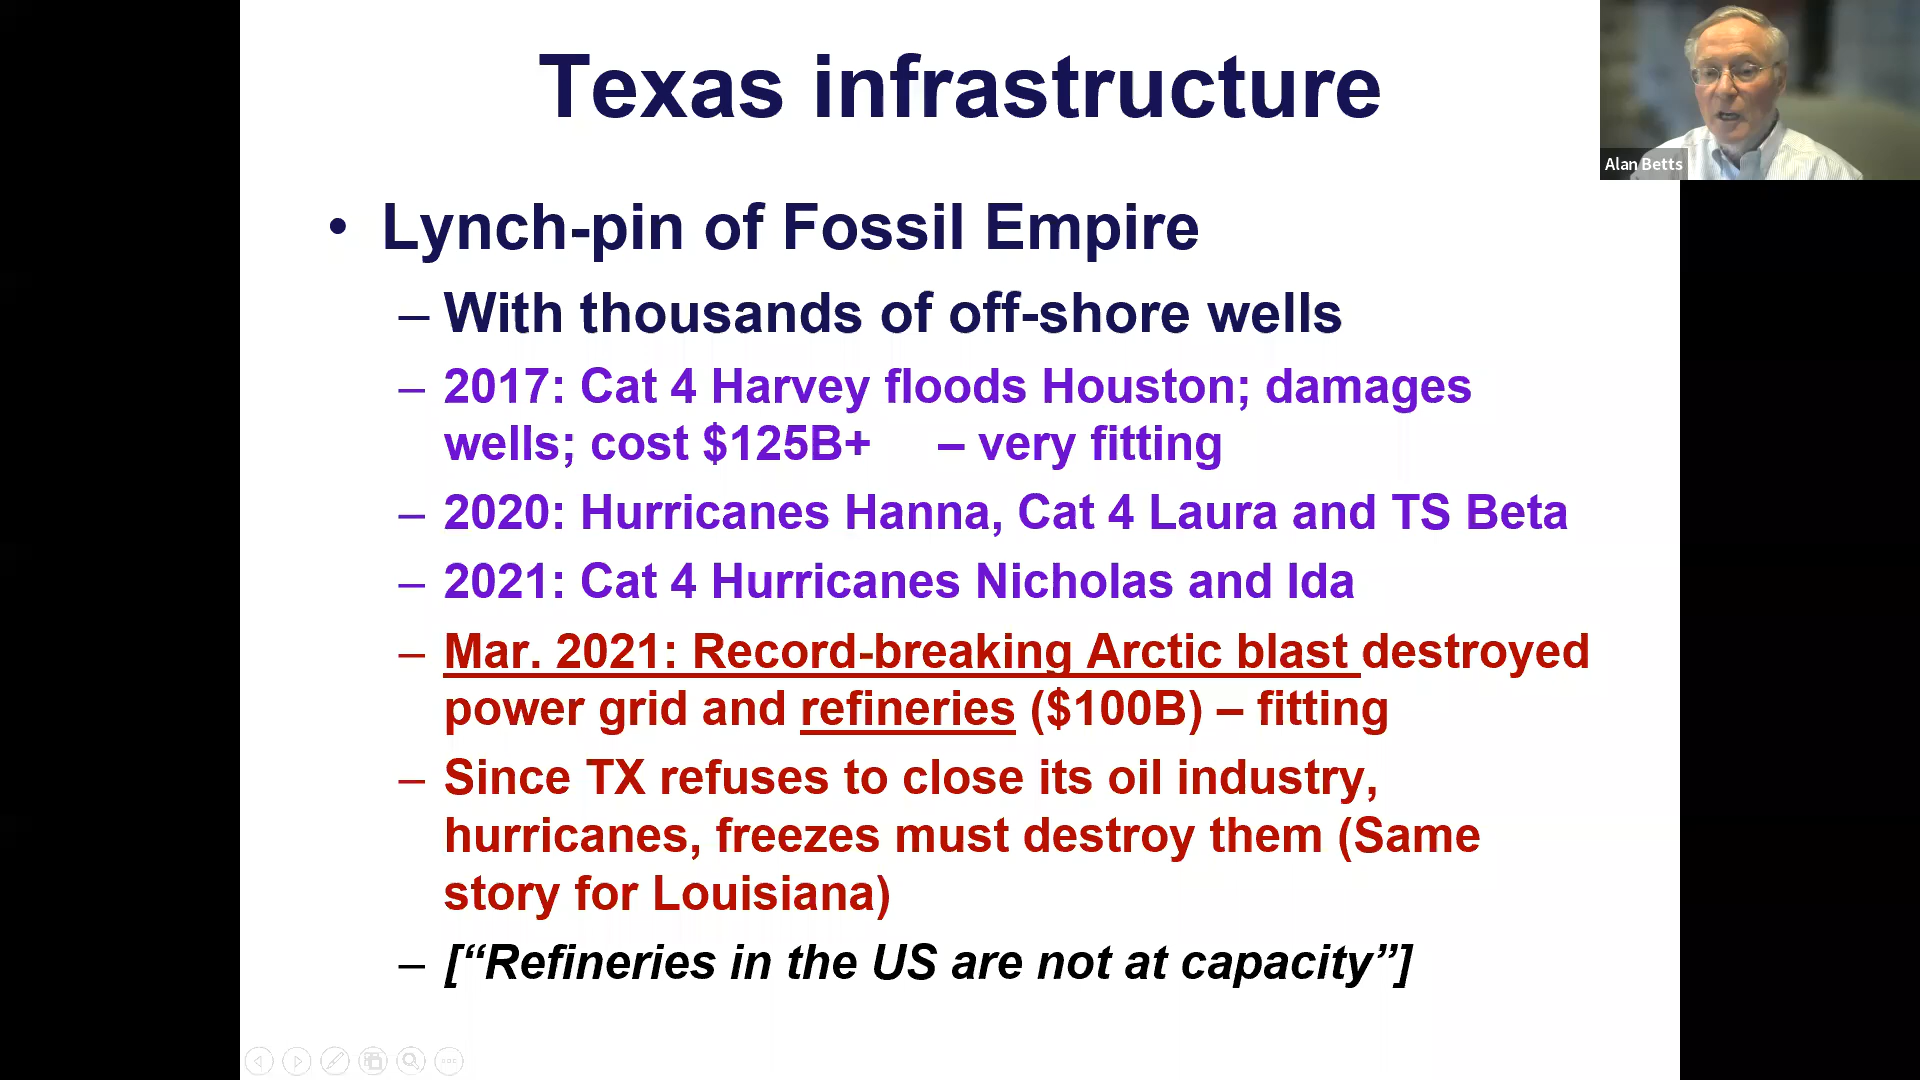 Texas infrastructure
Alan Betts
• Lynch-pin of Fossil Empire
– With thousands of off-shore wells
– 2017: Cat 4 Harvey floods Houston; damages
wells; cost $125B+ – very fitting
– 2020: Hurricanes Hanna, Cat 4 Laura and TS Beta
– 2021: Cat 4 Hurricanes Nicholas and Ida
– Mar. 2021: Record-breaking Arctic blast destroyed
power grid and refineries ($100B) – fitting
– Since TX refuses to close its oil industry,
hurricanes, freezes must destroy them (Same
story for Louisiana)
– [“Refineries in the US are not at capacity”]